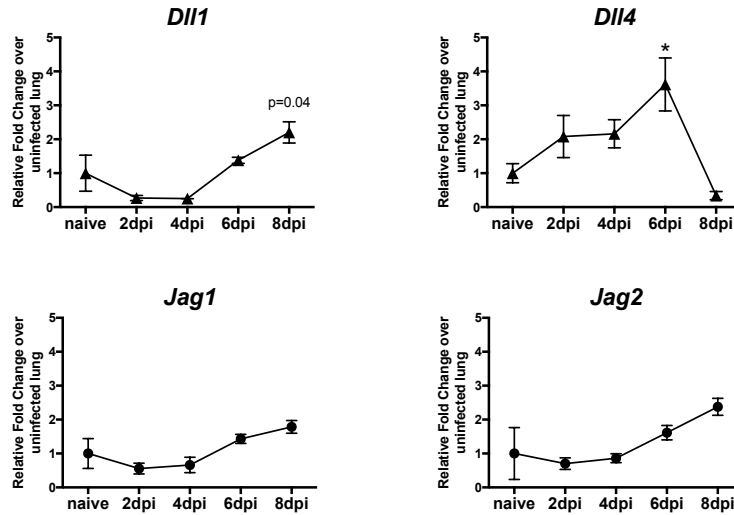 Dll1
Relative Fold Change over
uninfected lung
5
4
3
2
1
0
p=0.04
naive 2dpi 4dpi 6dpi 8dpi
Dll4
Relative Fold Change over
uninfected lung
5
4
3
2
1
0
*
naive 2dpi 4dpi 6dpi 8dpi
Jag1
Relative Fold Change over
uninfected lung
5
4
3
2
1
0
naive 2dpi 4dpi 6dpi 8dpi
Jag2
Relative Fold Change over
uninfected lung
5
4
3
2
1
0
naive 2dpi 4dpi 6dpi 8dpi